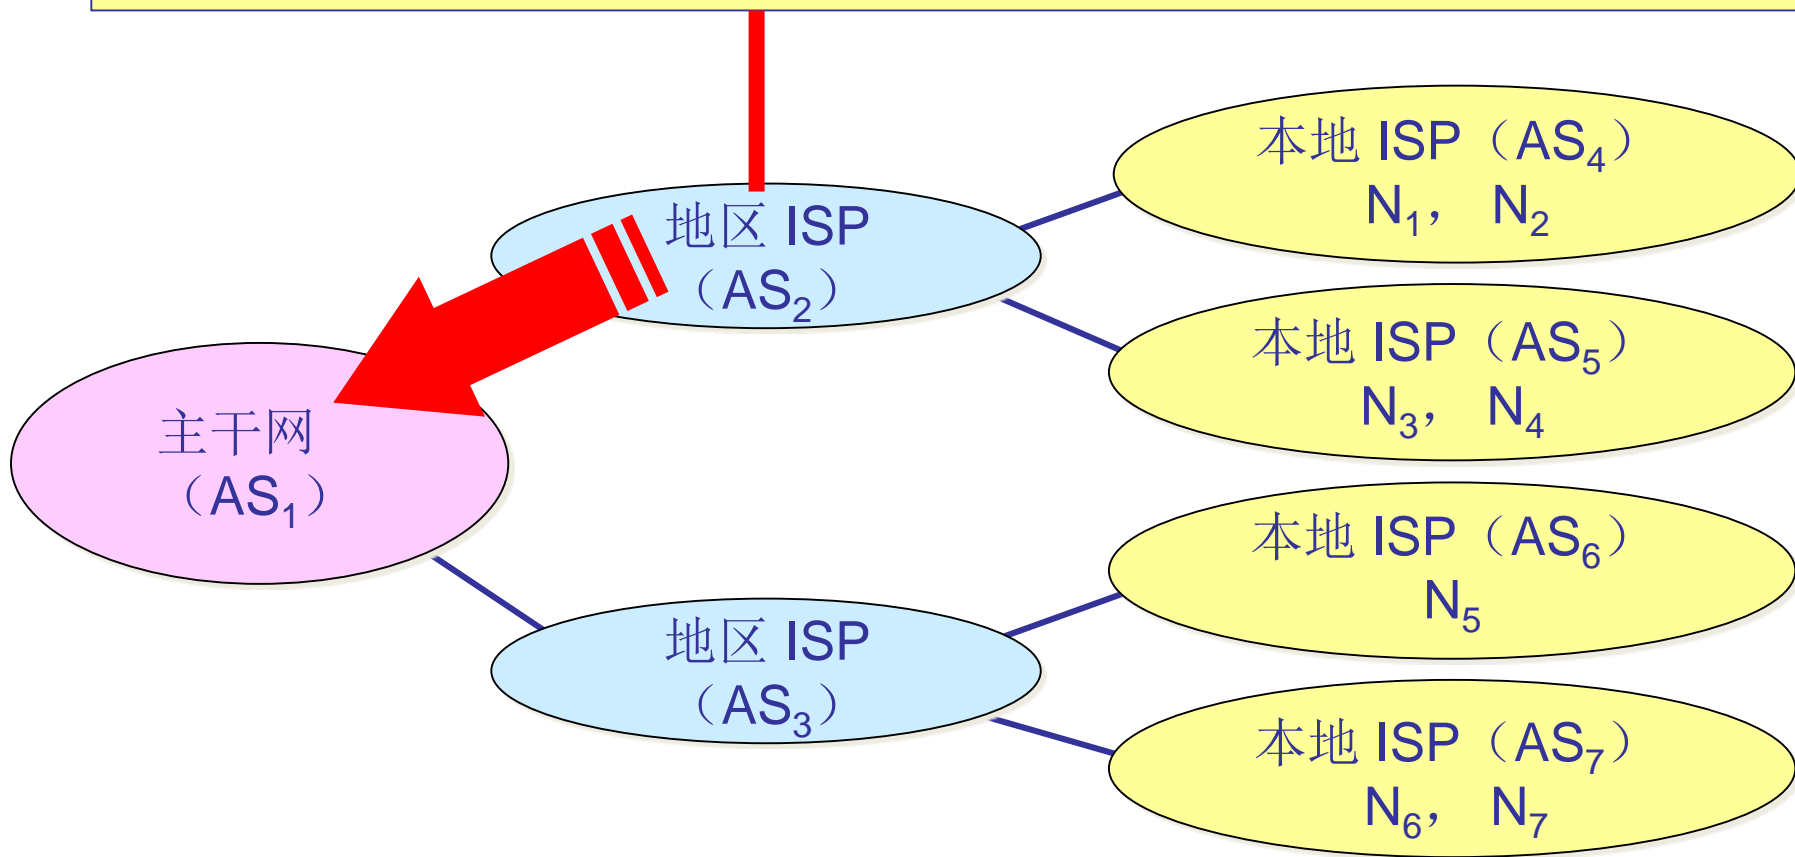 本地 ISP（AS4）
N1， N2
地区 ISP
（AS2）
本地 ISP（AS5）
N3， N4
主干网
（AS1）
本地 ISP（AS6）
N5
地区 ISP
（AS3）
本地 ISP（AS7）
N6， N7